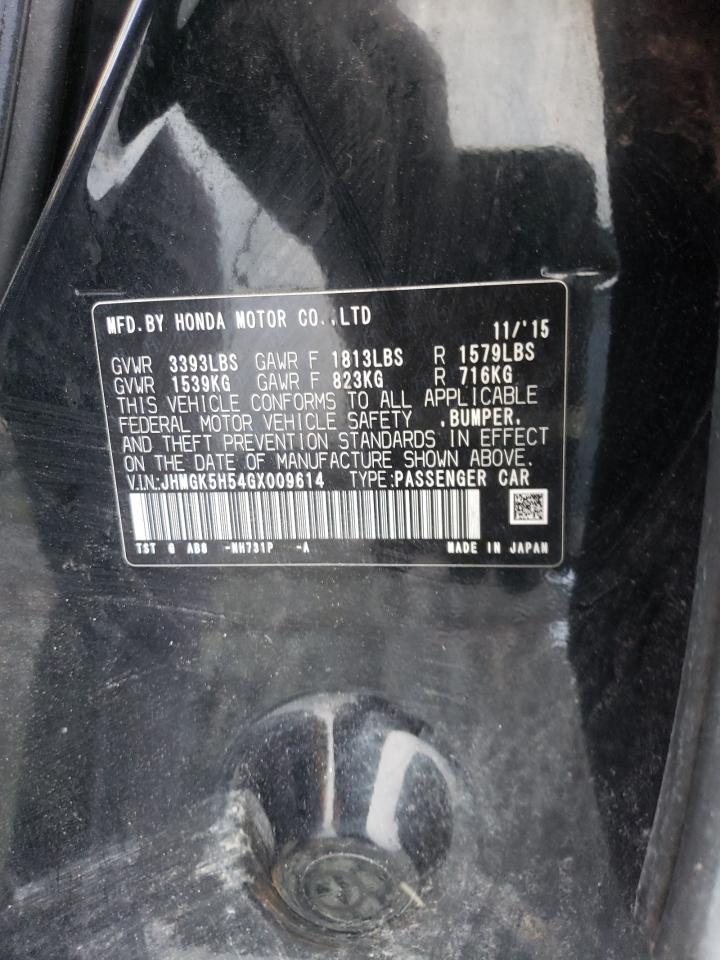 MFD.BY HONDA MOTOR CO.,LTD 11/'15
GVWR 3393LBS GAWR F 1813LBS R 1579LBS
GVWR 1539KG GAWR F 823KG R 716KG
THIS VEHICLE CONFORMS TO ALL APPLICABLE
FEDERAL MOTOR VEHICLE SAFETY ,BUMPER,
AND THEFT PREVENTION STANDARDS IN EFFECT
ON THE DATE OF MANUFACTURE SHOWN ABOVE.
V.I.N:JHMGK5H54GX009614 TYPE:PASSENGER CAR
TST -NH731P -A MADE IN JAPAN